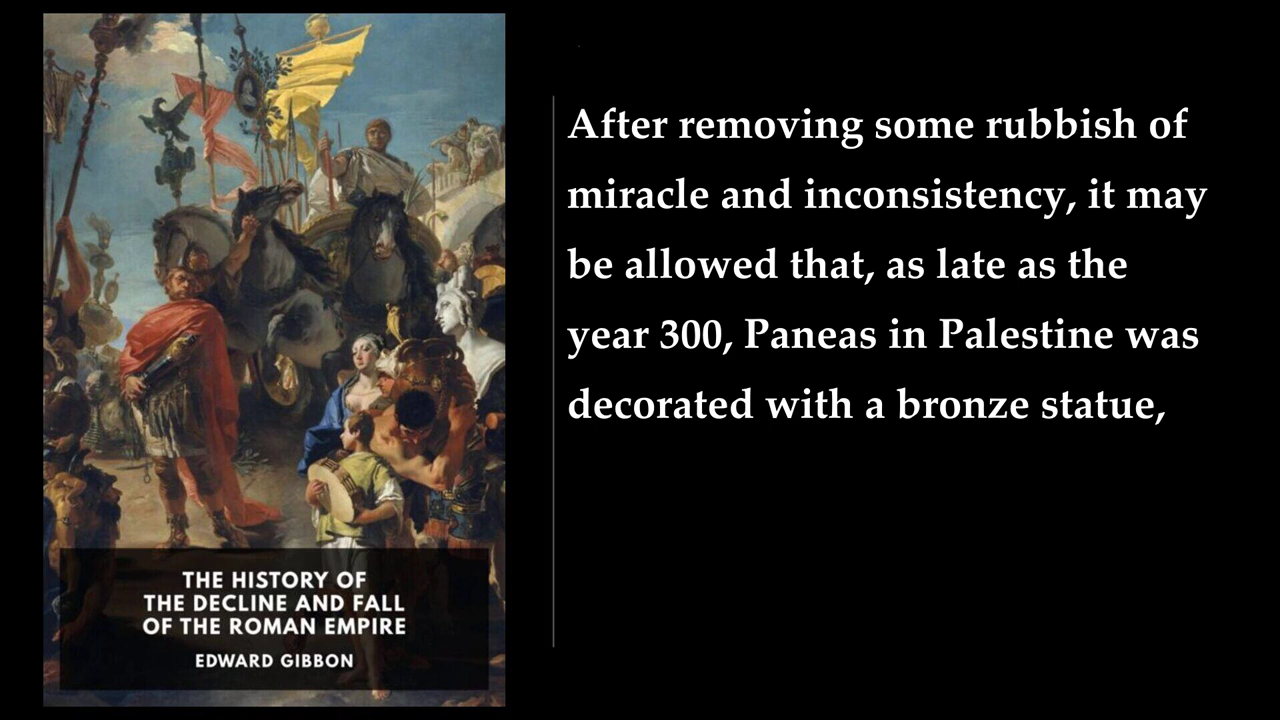 THE HISTORY OF
THE DECLINE AND FALL
OF THE ROMAN EMPIRE
EDWARD GIBBON
After removing some rubbish of
miracle and inconsistency, it may
be allowed that, as late as the
year 300, Paneas in Palestine was
decorated with a bronze statue,